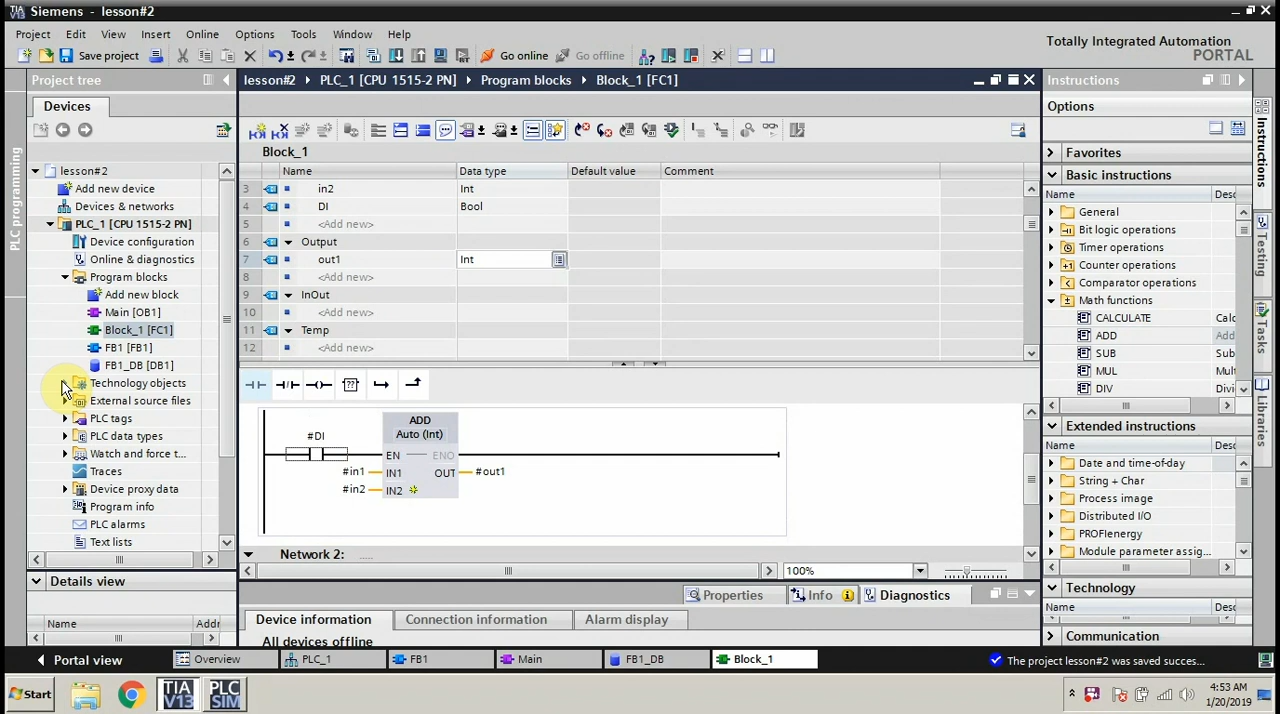 Siemens - lesson#2
Project Edit View Insert Online Options Tools Window Help
Totally Integrated Automation
PORTAL
Save project Go online Go offline
Project tree
lesson#2 PLC_1 [CPU 1515-2 PN] Program blocks Block_1 [FC1]
Instructions
Devices
Options
PLC programming
lesson#2
Add new device
Devices & networks
PLC_1 [CPU 1515-2 PN]
Device configuration
Online & diagnostics
Program blocks
Add new block
Main [OB1]
Block_1 [FC1]
FB1 [FB1]
FB1_DB [DB1]
Technology objects
External source files
PLC tags
PLC data types
Watch and force t...
Traces
Device proxy data
Program info
PLC alarms
Text lists
Details view
Name Addr
Block_1
Name Data type Default value Comment
3 in2 Int
4 DI Bool
5 <Add new>
6 Output
7 out1 Int
8 <Add new>
9 InOut
10 <Add new>
11 Temp
12 <Add new>
??
#DI
ADD
Auto (Int)
EN ENO
#in1 IN1 OUT #out1
#in2 IN2
Network 2: .....
100%
Properties Info Diagnostics
Device information Connection information Alarm display
All devices offline
Favorites
Basic instructions
Name Desc
General
Bit logic operations
Timer operations
Counter operations
Comparator operations
Math functions
CALCULATE Calc
ADD Add
SUB Sub
MUL Mul
DIV Divi
Extended instructions
Name Desc
Date and time-of-day
String + Char
Process image
Distributed I/O
PROFIenergy
Module parameter assig...
Technology
Name Desc
Communication
Instructions
Testing
Tasks
Libraries
Portal view Overview PLC_1 FB1 Main FB1_DB Block_1 The project lesson#2 was saved succes...
Start TIA V13 PLC SIM
4:53 AM
1/20/2019